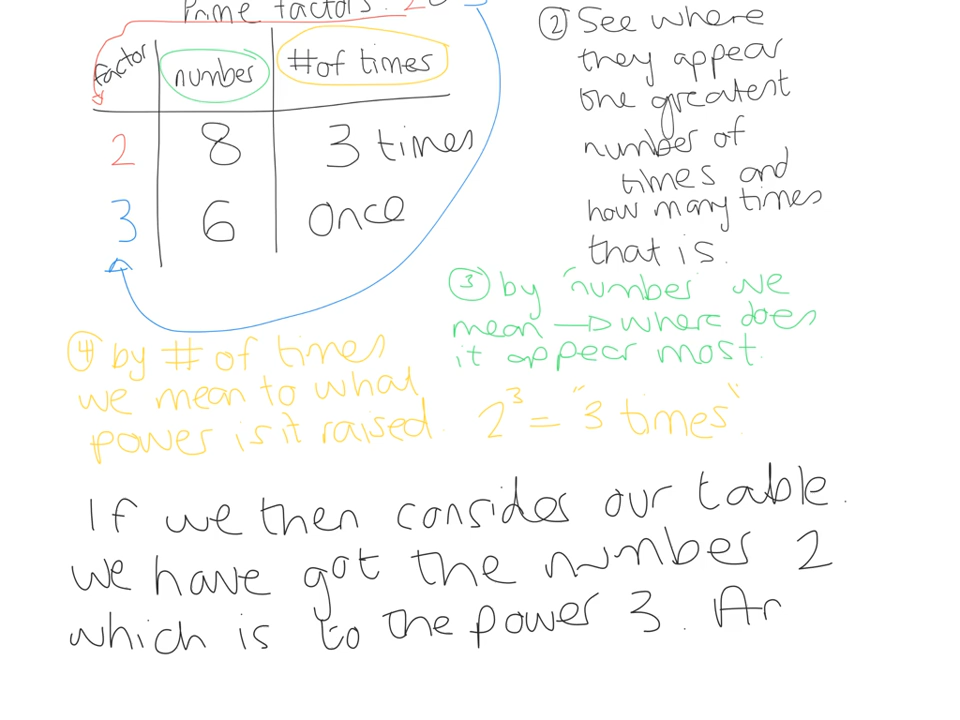 Prime factors: 2
factor number # of times
2 8 3 times
3 6 once
② See where
they appear
the greatest
number of
times and
how many times
that is.
③ by "number" we
mean → where does
it appear most.
④ by # of times
we mean to what
power is it raised. 2³ = "3 times".
If we then consider our table.
we have got the number 2
which is to the power 3. An